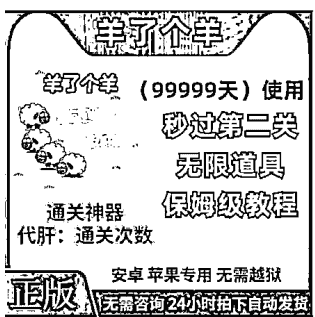 羊了个羊
羊了个羊
（99999天）使用
秒过第二关
无限道具
保姆级教程
通关神器
代肝：通关次数
安卓 苹果专用 无需越狱
正版
无需咨询 24小时拍下自动发货